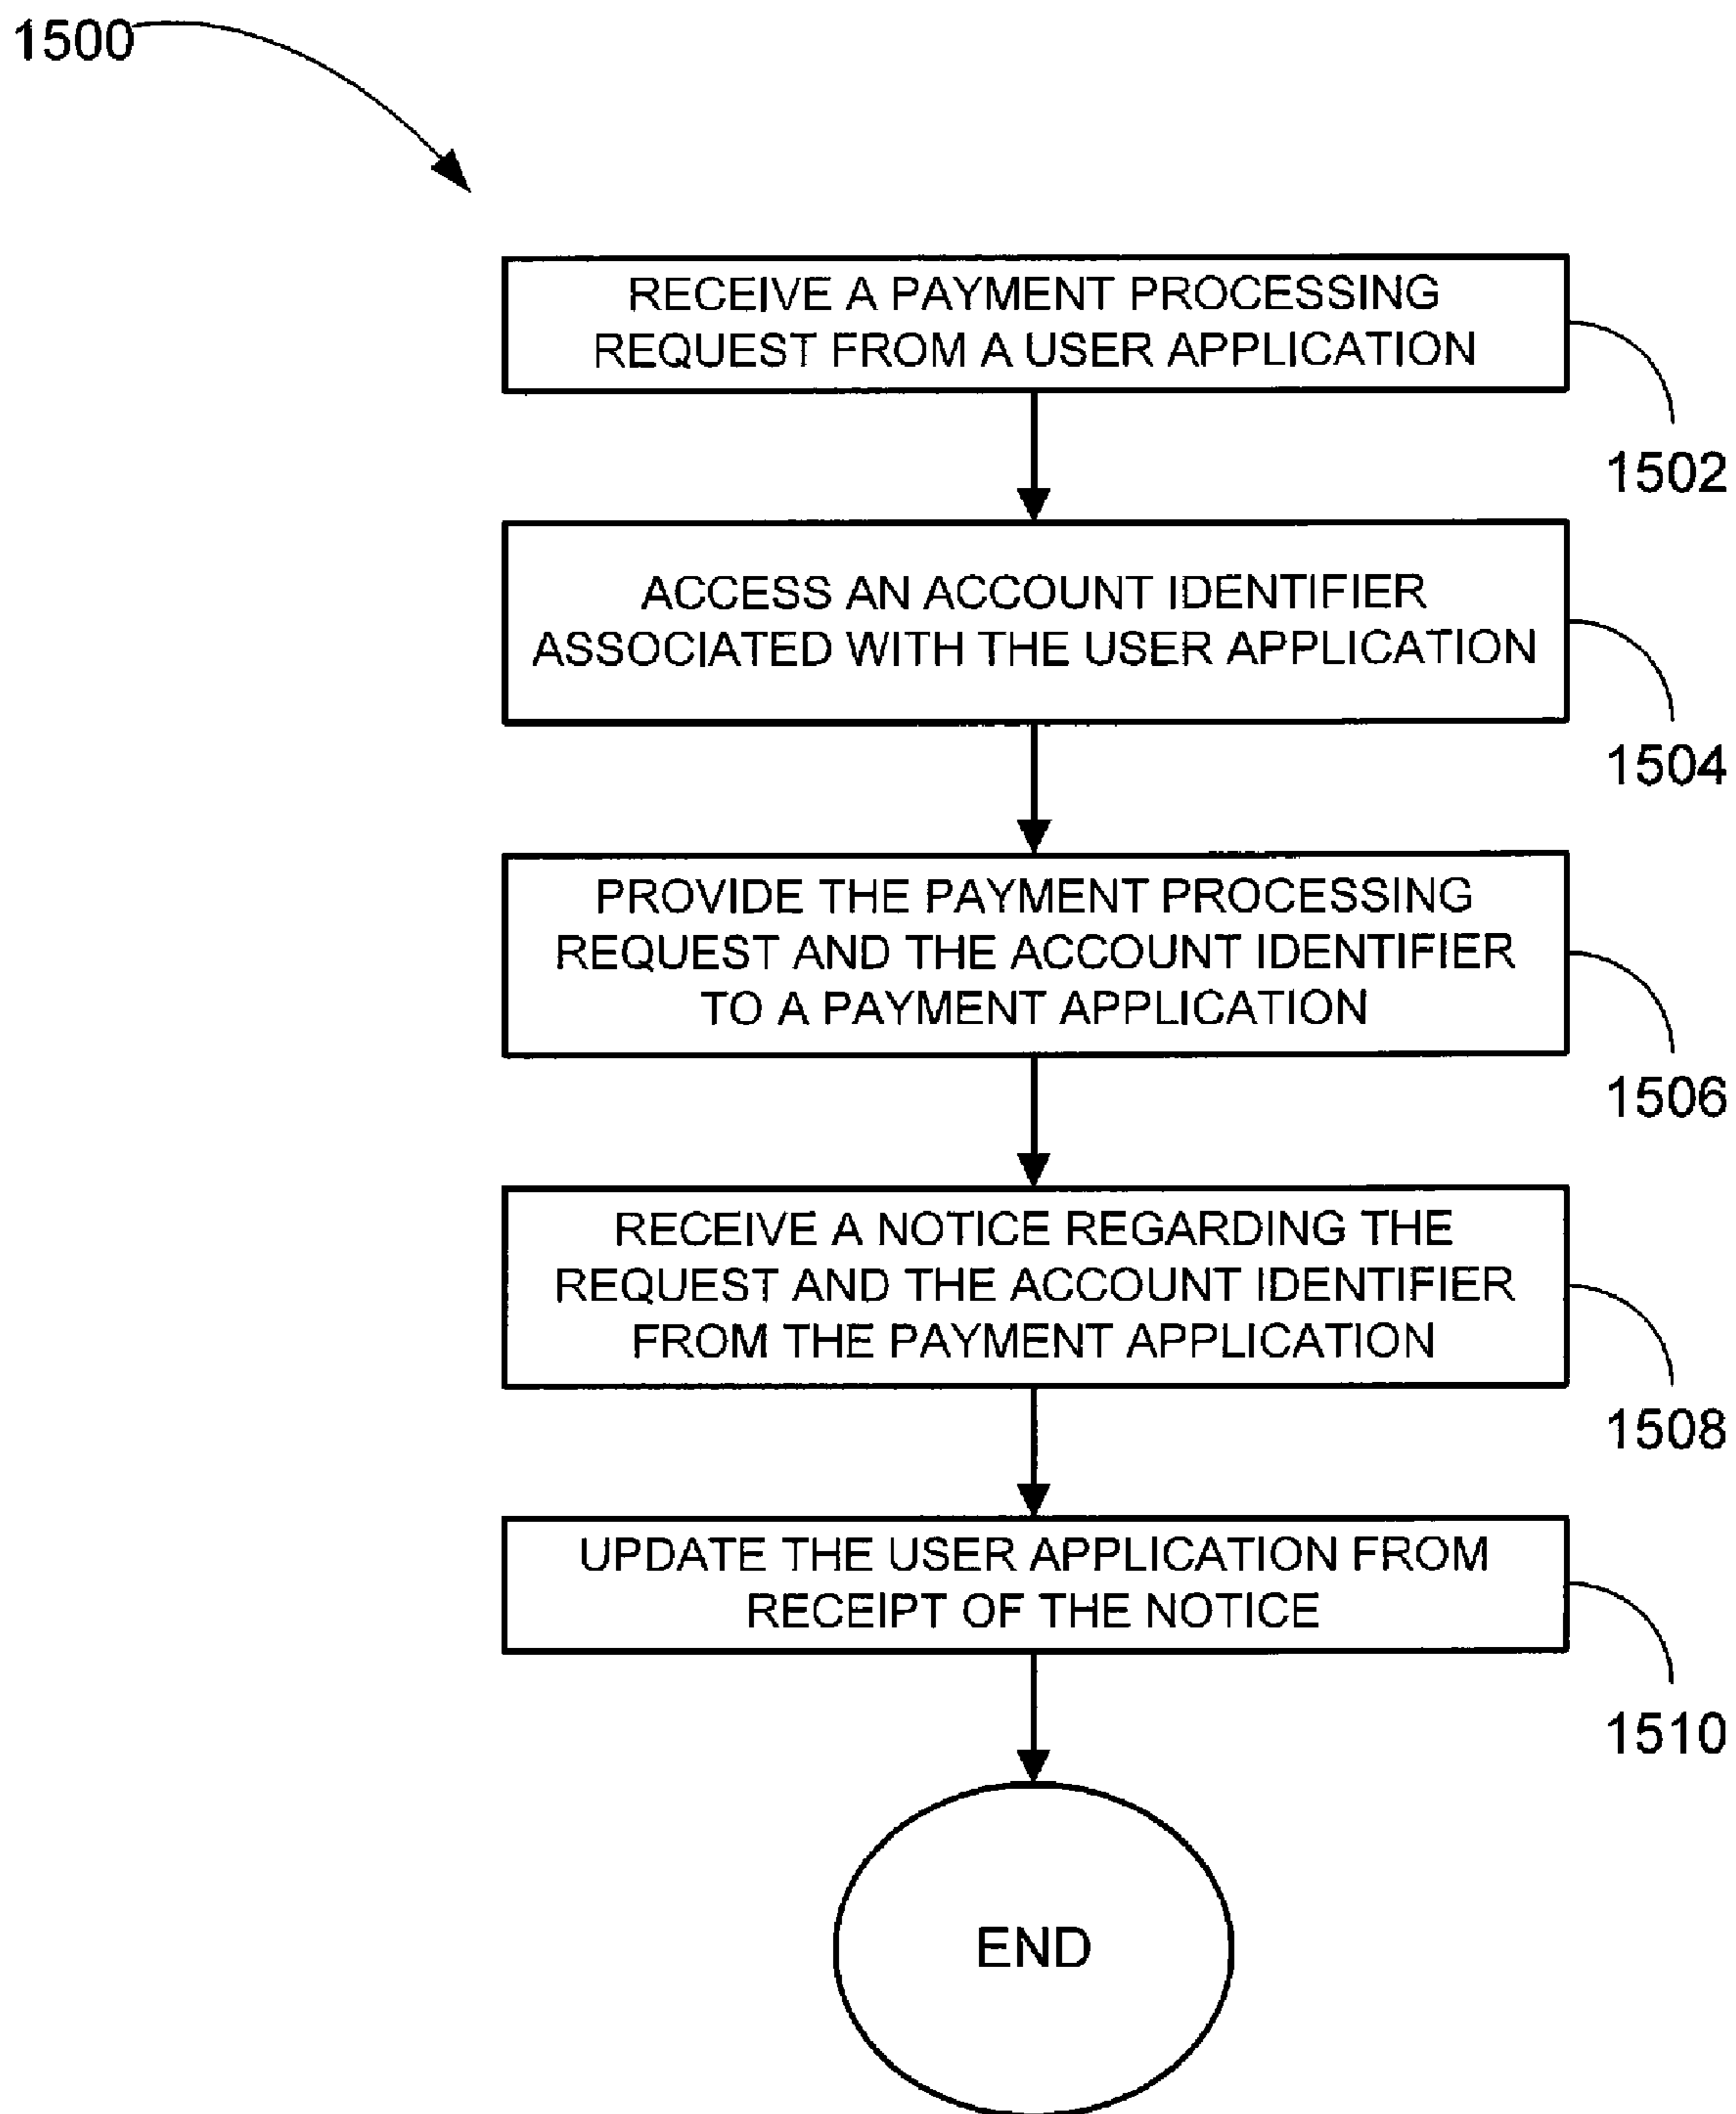 1500
RECEIVE A PAYMENT PROCESSING
REQUEST FROM A USER APPLICATION
1502
ACCESS AN ACCOUNT IDENTIFIER
ASSOCIATED WITH THE USER APPLICATION
1504
PROVIDE THE PAYMENT PROCESSING
REQUEST AND THE ACCOUNT IDENTIFIER
TO A PAYMENT APPLICATION
1506
RECEIVE A NOTICE REGARDING THE
REQUEST AND THE ACCOUNT IDENTIFIER
FROM THE PAYMENT APPLICATION
1508
UPDATE THE USER APPLICATION FROM
RECEIPT OF THE NOTICE
1510
END